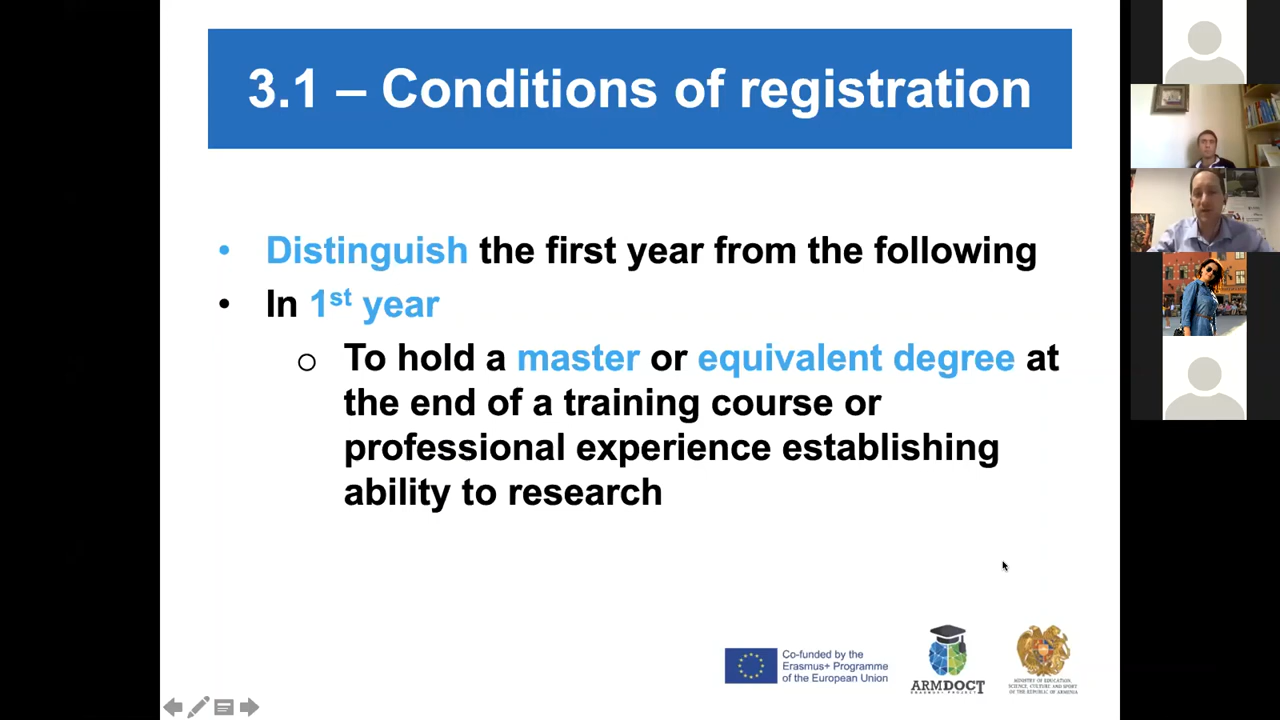 3.1 – Conditions of registration
• Distinguish the first year from the following
• In 1st year
o To hold a master or equivalent degree at
the end of a training course or
professional experience establishing
ability to research
Co-funded by the
Erasmus+ Programme
of the European Union
ARMDOCT
ERASMUS+ PROJECT
MINISTRY OF EDUCATION,
SCIENCE, CULTURE AND SPORT
OF THE REPUBLIC OF ARMENIA